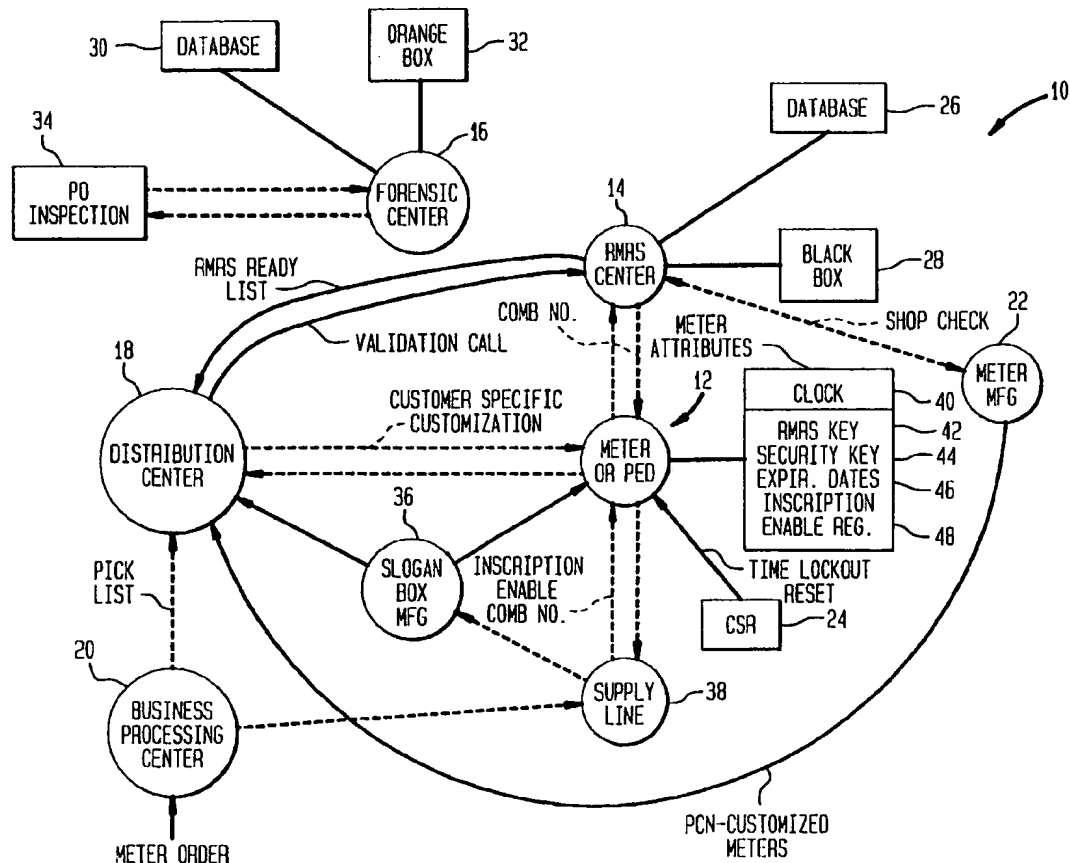 30
DATABASE
ORANGE
BOX
32
34
PO
INSPECTION
16
FORENSIC
CENTER
DATABASE
26
10
14
RMRS
CENTER
BLACK
BOX
28
RMRS READY
LIST
VALIDATION CALL
COMB NO.
METER
ATTRIBUTES
SHOP CHECK
22
METER
MFG
18
DISTRIBUTION
CENTER
CUSTOMER SPECIFIC
CUSTOMIZATION
12
METER
OR PED
CLOCK
40
RMRS KEY
42
SECURITY KEY
44
EXPIR. DATES
46
INSCRIPTION
ENABLE REG.
48
36
SLOGAN
BOX
MFG
INSCRIPTION
ENABLE
COMB NO.
TIME LOCKOUT
RESET
CSR
24
PICK
LIST
20
BUSINESS
PROCESSING
CENTER
SUPPLY
LINE
38
PCN-CUSTOMIZED
METERS
METER ORDER